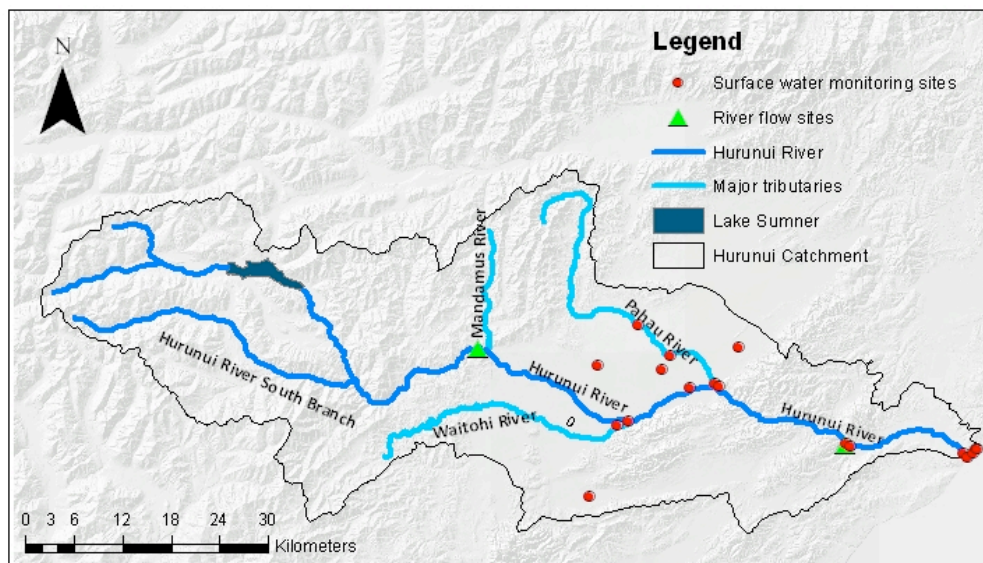 N
Legend
Surface water monitoring sites
River flow sites
Hurunui River
Major tributaries
Lake Sumner
Hurunui Catchment
Mandamus River
Pahau River
Hurunui River South Branch
Hurunui River
Waitohi River
Hurunui River
0 3 6 12 18 24 30
Kilometers